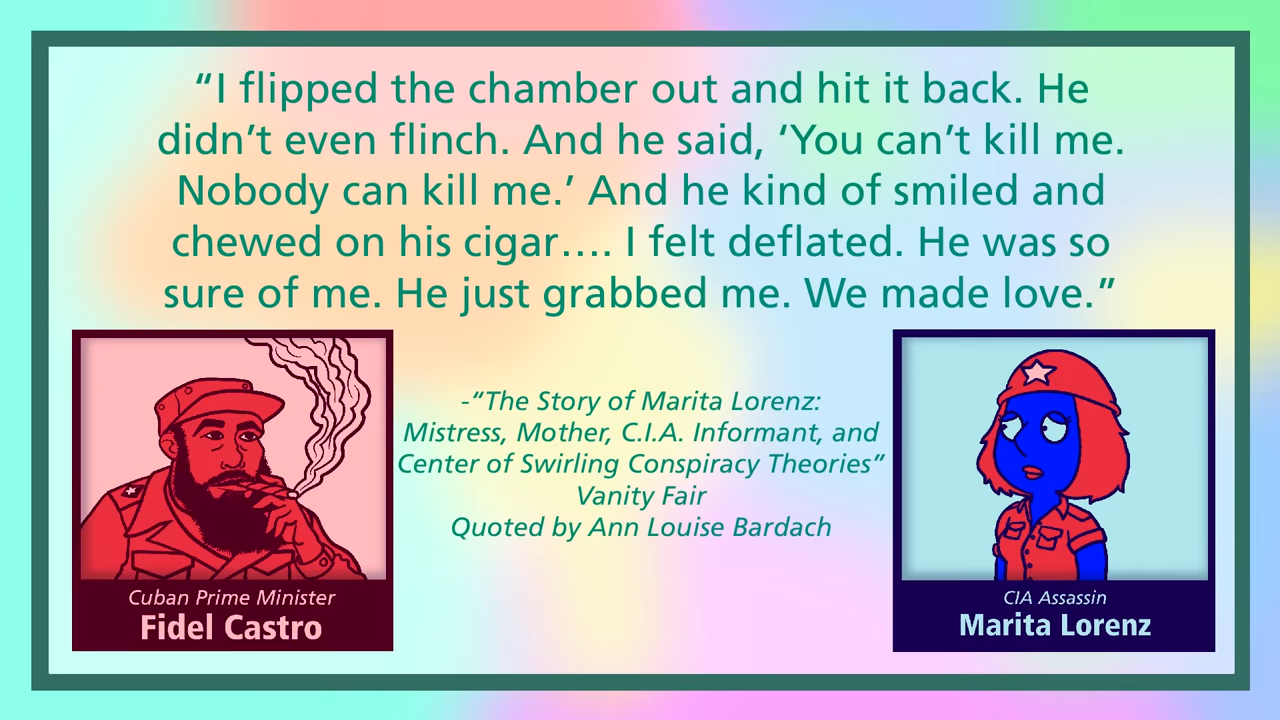 “I flipped the chamber out and hit it back. He
didn’t even flinch. And he said, ‘You can’t kill me.
Nobody can kill me.’ And he kind of smiled and
chewed on his cigar…. I felt deflated. He was so
sure of me. He just grabbed me. We made love.”
-“The Story of Marita Lorenz:
Mistress, Mother, C.I.A. Informant, and
Center of Swirling Conspiracy Theories”
Vanity Fair
Quoted by Ann Louise Bardach
Cuban Prime Minister
Fidel Castro
CIA Assassin
Marita Lorenz